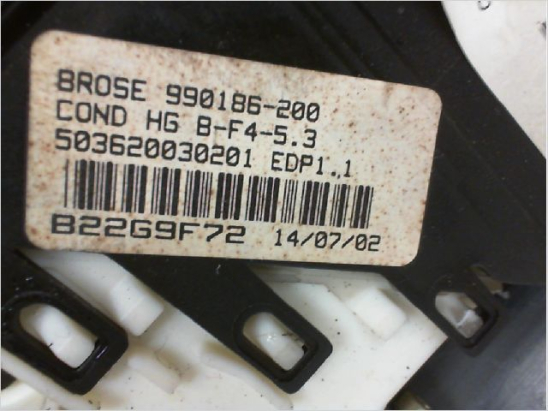 BROSE 990186-200
COND HG B-F4-5.3
503620030201 EDP1.1
B22G9F72 14/07/02